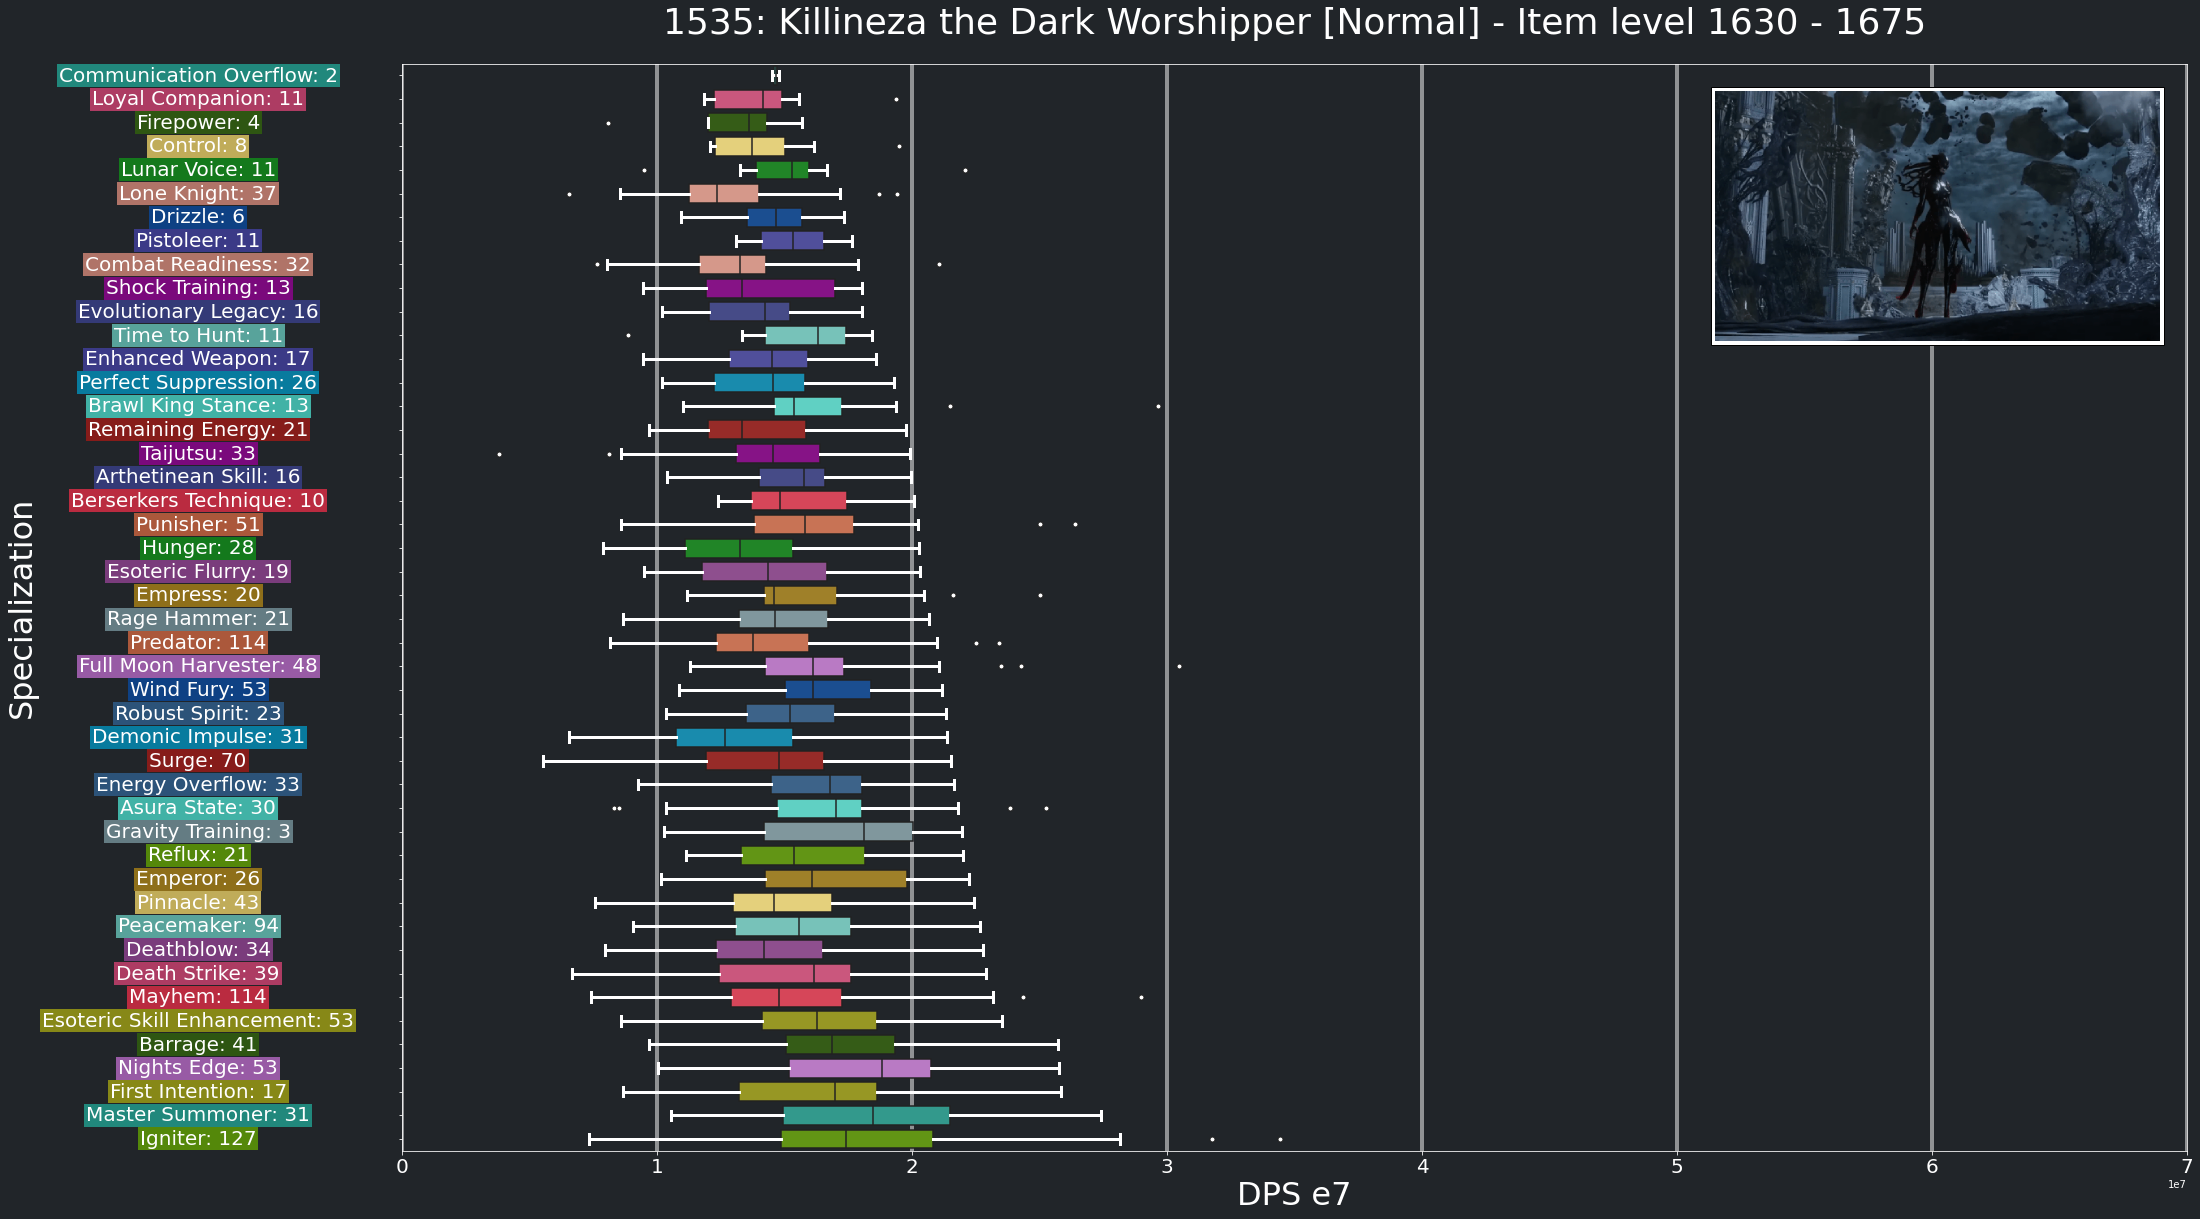 1535: Killineza the Dark Worshipper [Normal] - Item level 1630 - 1675
Specialization
Communication Overflow: 2
Loyal Companion: 11
Firepower: 4
Control: 8
Lunar Voice: 11
Lone Knight: 37
Drizzle: 6
Pistoleer: 11
Combat Readiness: 32
Shock Training: 13
Evolutionary Legacy: 16
Time to Hunt: 11
Enhanced Weapon: 17
Perfect Suppression: 26
Brawl King Stance: 13
Remaining Energy: 21
Taijutsu: 33
Arthetinean Skill: 16
Berserkers Technique: 10
Punisher: 51
Hunger: 28
Esoteric Flurry: 19
Empress: 20
Rage Hammer: 21
Predator: 114
Full Moon Harvester: 48
Wind Fury: 53
Robust Spirit: 23
Demonic Impulse: 31
Surge: 70
Energy Overflow: 33
Asura State: 30
Gravity Training: 3
Reflux: 21
Emperor: 26
Pinnacle: 43
Peacemaker: 94
Deathblow: 34
Death Strike: 39
Mayhem: 114
Esoteric Skill Enhancement: 53
Barrage: 41
Nights Edge: 53
First Intention: 17
Master Summoner: 31
Igniter: 127
0 1 2 3 4 5 6 7
1e7
DPS e7